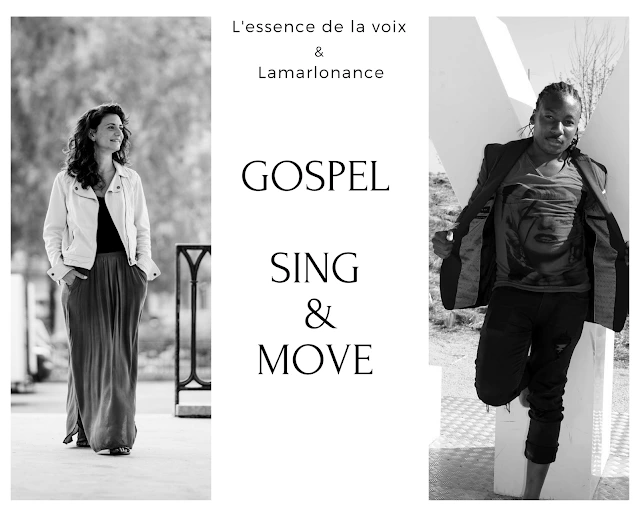 L'essence de la voix
&
Lamarlonance
GOSPEL
SING
&
MOVE